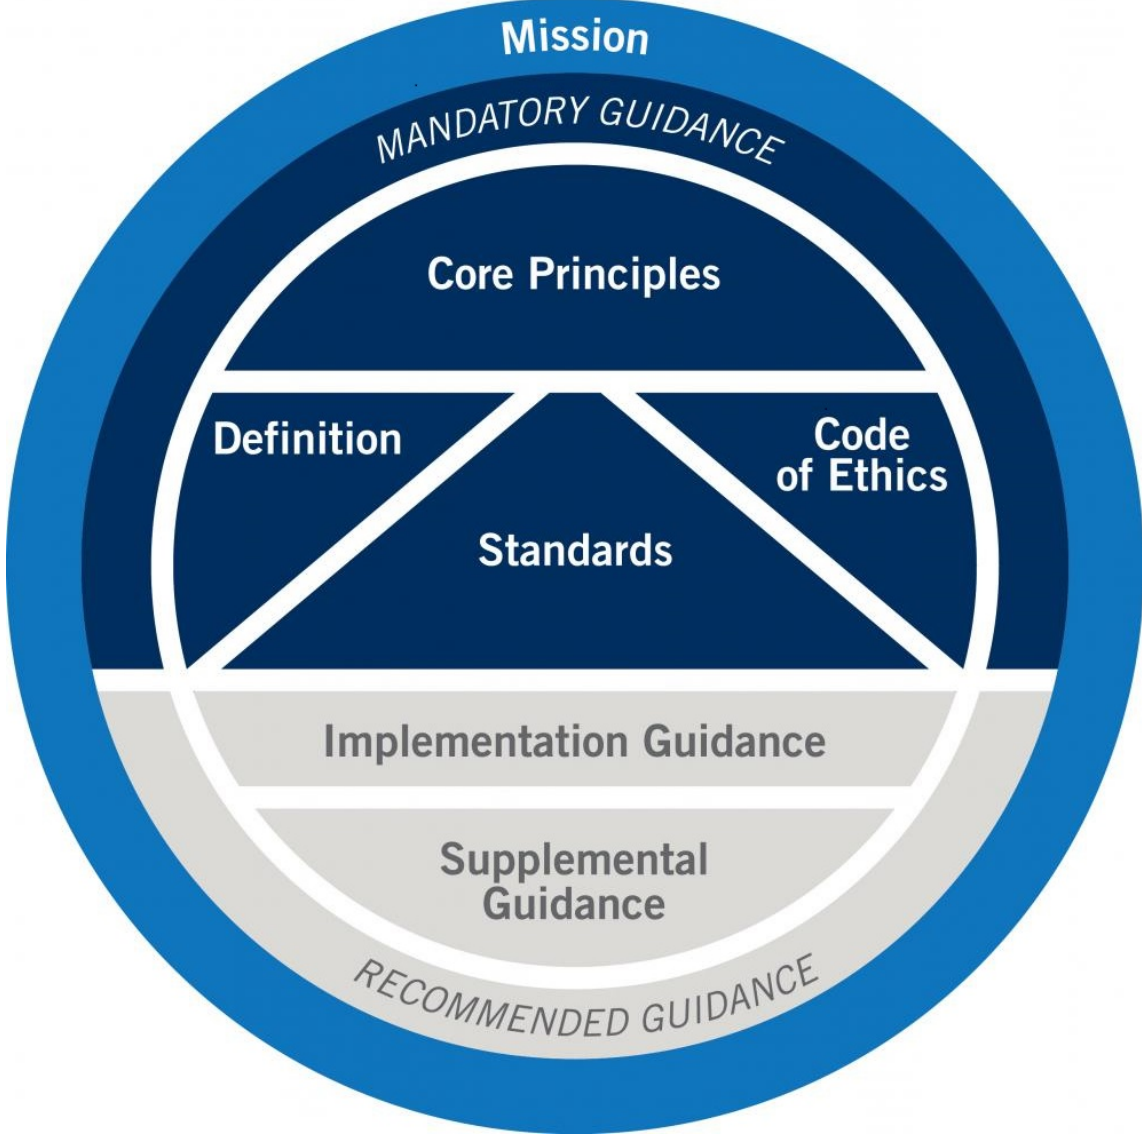 Mission
MANDATORY GUIDANCE
Core Principles
Definition
Code
of Ethics
Standards
Implementation Guidance
Supplemental
Guidance
RECOMMENDED GUIDANCE